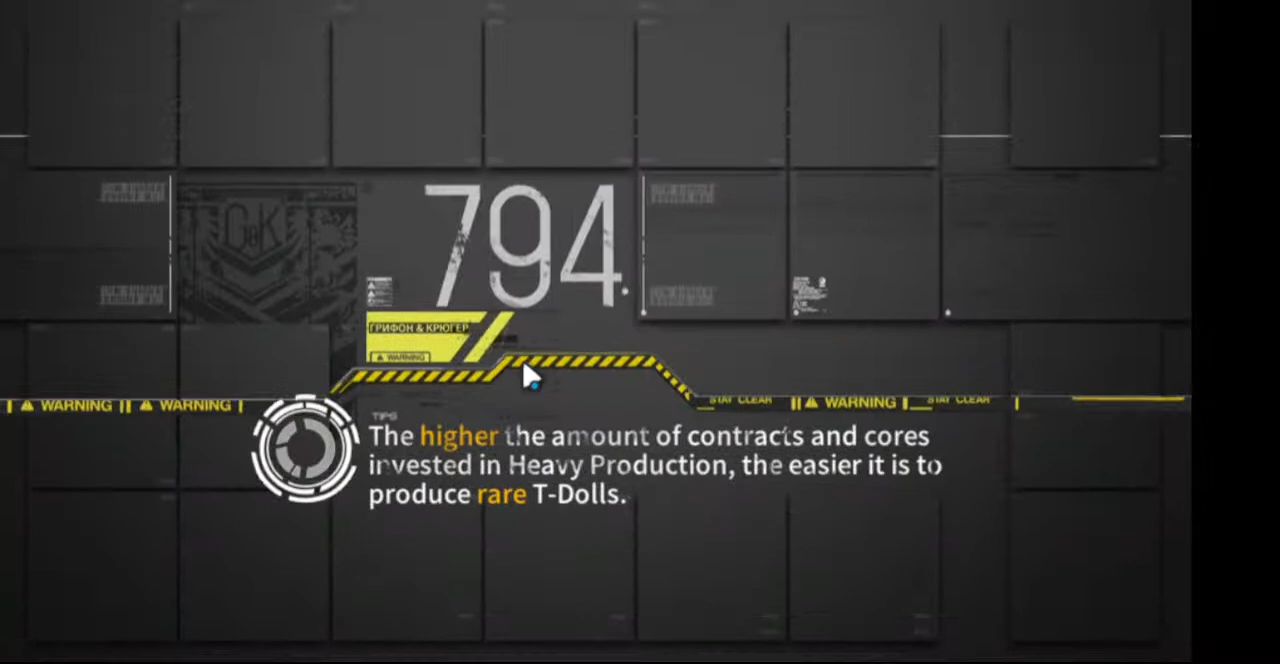 G&K
794.
ГРИФОН & КРЮГЕР
WARNING
WARNING
WARNING
STAY CLEAR
WARNING
STAY CLEAR
TIPS
The higher the amount of contracts and cores
invested in Heavy Production, the easier it is to
produce rare T-Dolls.